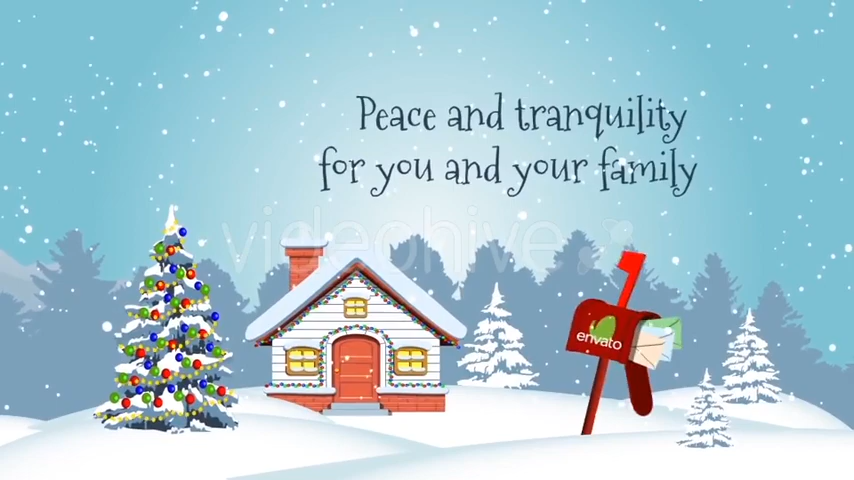 Peace and tranquility
for you and your family
videohive
envato